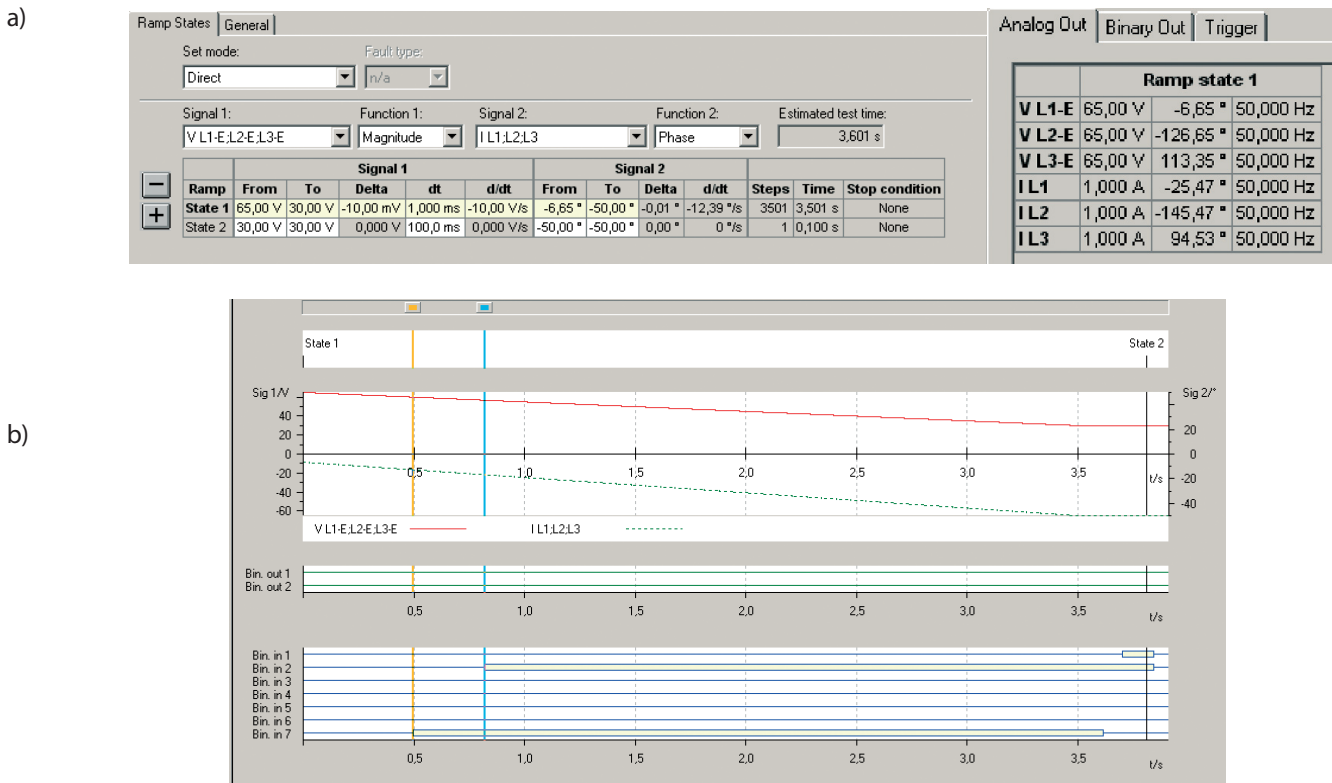 a)
Ramp States General
Set mode: Fault type:
Direct n/a
Signal 1: Function 1: Signal 2: Function 2: Estimated test time:
V L1-E;L2-E;L3-E Magnitude I L1;L2;L3 Phase 3,601 s
Signal 1 Signal 2
Ramp From To Delta dt d/dt From To Delta d/dt Steps Time Stop condition
State 1 65,00 V 30,00 V -10,00 mV 1,000 ms -10,00 V/s -6,65 ° -50,00 ° -0,01 ° -12,39 °/s 3501 3,501 s None
State 2 30,00 V 30,00 V 0,000 V 100,0 ms 0,000 V/s -50,00 ° -50,00 ° 0,00 ° 0 °/s 1 0,100 s None
Analog Out Binary Out Trigger
Ramp state 1
V L1-E 65,00 V -6,65 ° 50,000 Hz
V L2-E 65,00 V -126,65 ° 50,000 Hz
V L3-E 65,00 V 113,35 ° 50,000 Hz
I L1 1,000 A -25,47 ° 50,000 Hz
I L2 1,000 A -145,47 ° 50,000 Hz
I L3 1,000 A 94,53 ° 50,000 Hz
b)
State 1 State 2
Sig 1/V Sig 2/°
40
20 20
0 0
0,5 1,0 1,5 2,0 2,5 3,0 3,5 t/s
-20 -20
-40 -40
-60
V L1-E;L2-E;L3-E I L1;L2;L3
Bin. out 1
Bin. out 2
0,5 1,0 1,5 2,0 2,5 3,0 3,5 t/s
Bin. in 1
Bin. in 2
Bin. in 3
Bin. in 4
Bin. in 5
Bin. in 6
Bin. in 7
0,5 1,0 1,5 2,0 2,5 3,0 3,5 t/s